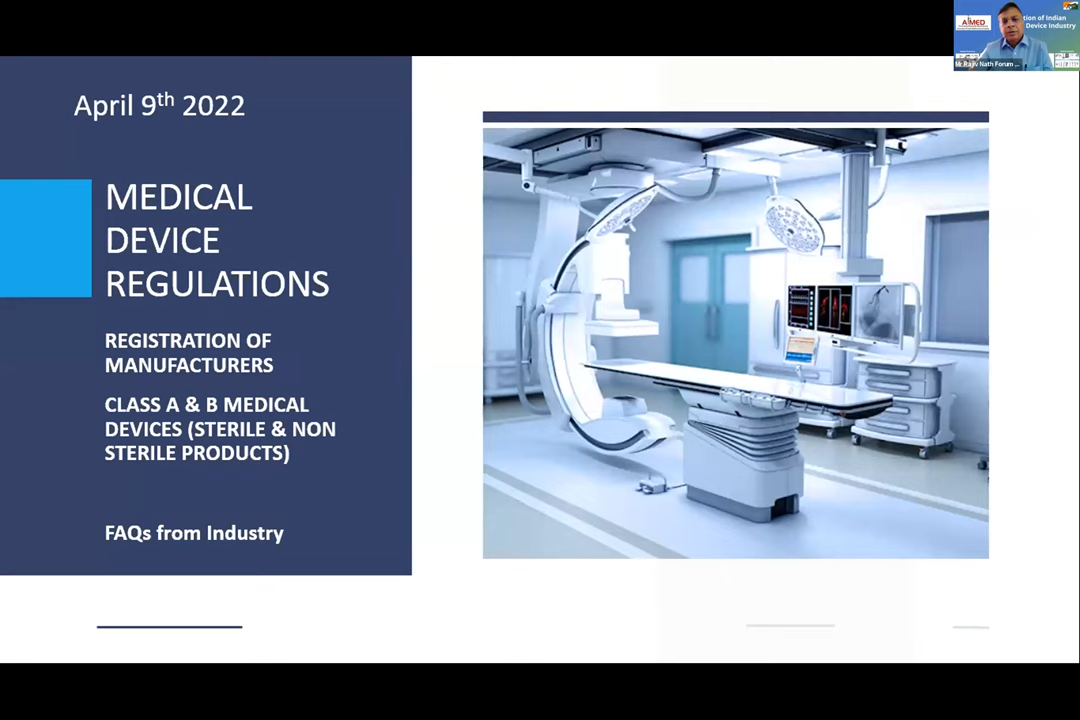 April 9th 2022
MEDICAL
DEVICE
REGULATIONS
REGISTRATION OF
MANUFACTURERS
CLASS A & B MEDICAL
DEVICES (STERILE & NON
STERILE PRODUCTS)
FAQs from Industry
AiMED
tion of Indian
Device Industry
Mr Rajiv Nath Forum ...